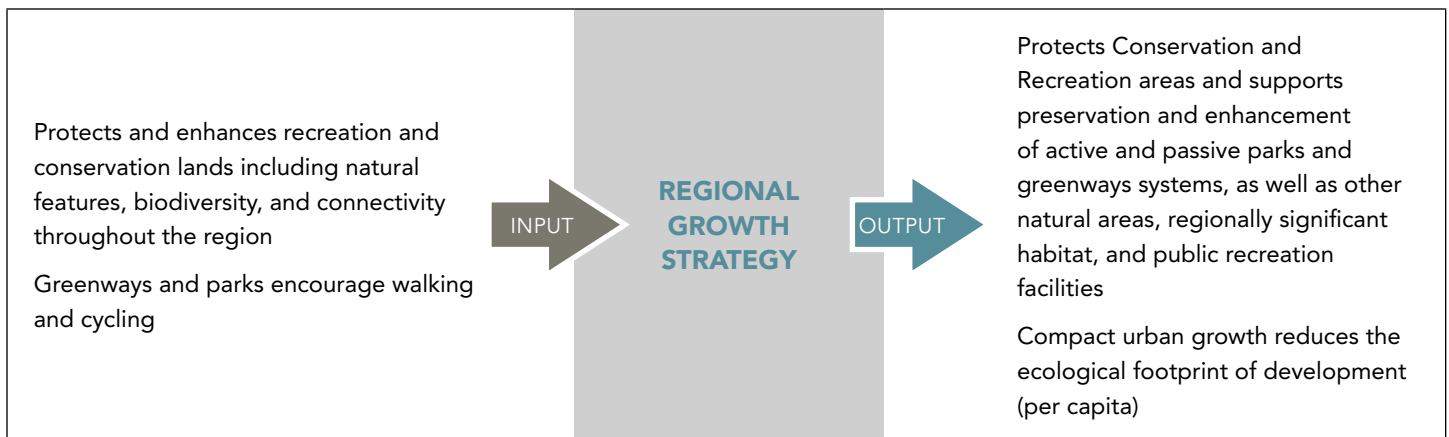 Protects and enhances recreation and
conservation lands including natural
features, biodiversity, and connectivity
throughout the region
Greenways and parks encourage walking
and cycling
INPUT
REGIONAL
GROWTH
STRATEGY
OUTPUT
Protects Conservation and
Recreation areas and supports
preservation and enhancement
of active and passive parks and
greenways systems, as well as other
natural areas, regionally significant
habitat, and public recreation
facilities
Compact urban growth reduces the
ecological footprint of development
(per capita)